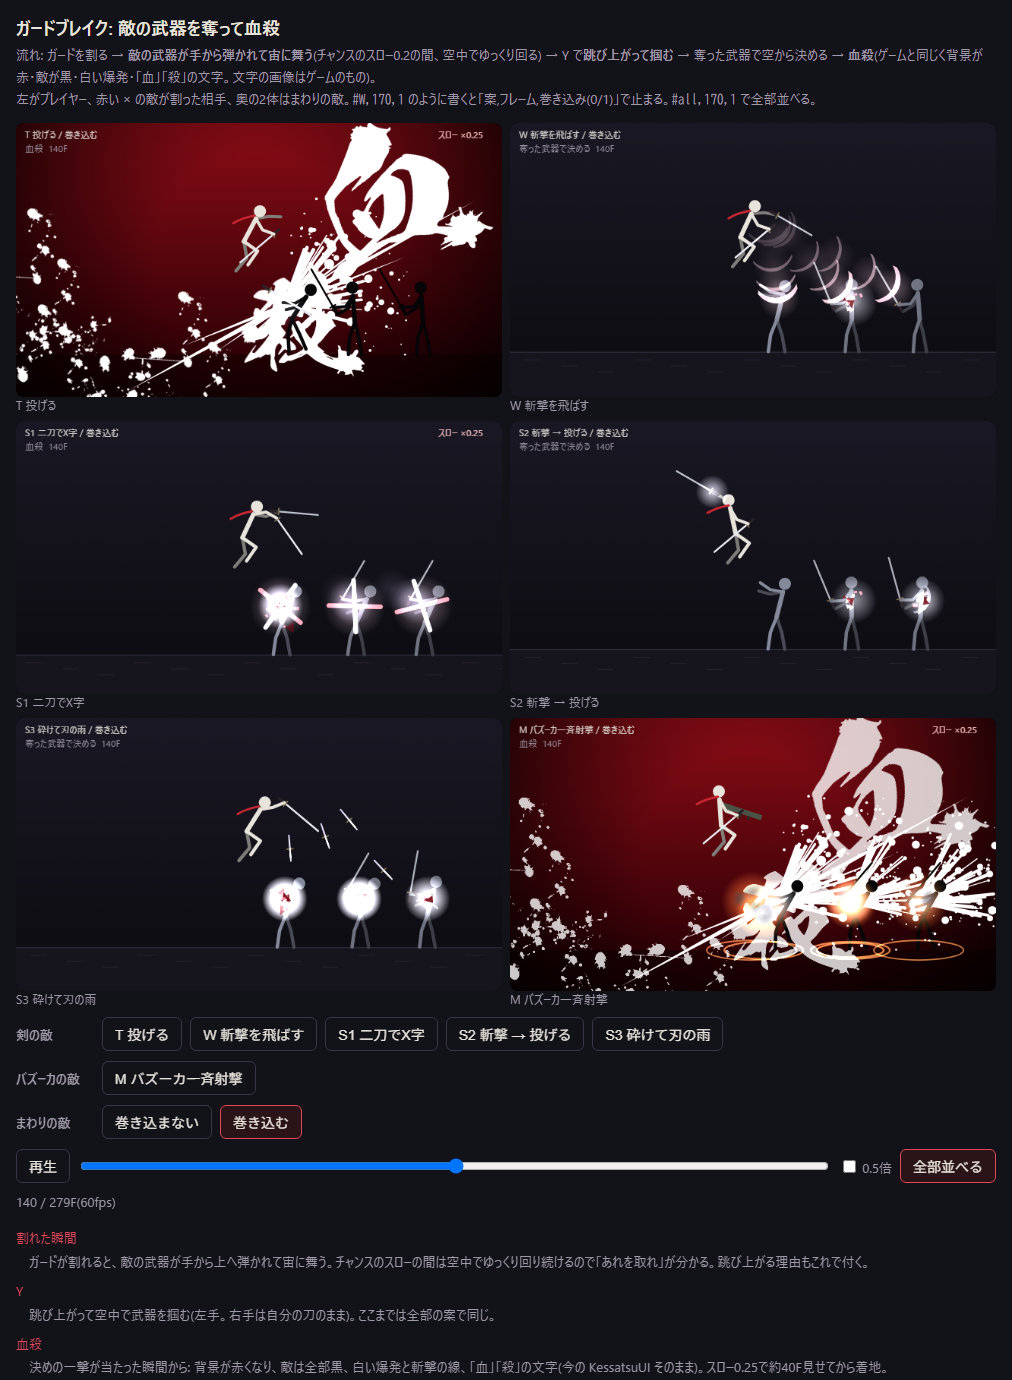 ガードブレイク: 敵の武器を奪って血殺
流れ: ガードを割る → 敵の武器が手から弾かれて宙に舞う(チャンスのスロー0.2の間、空中でゆっくり回る) → Y で跳び上がって掴む → 奪った武器で空から決める → 血殺(ゲームと同じく背景が
赤・敵が黒・白い爆発・「血」「殺」の文字。文字の画像はゲームのもの)。
左がプレイヤー、赤い × の敵が割った相手、奥の2体はまわりの敵。#W,170,1 のように書くと「案,フレーム,巻き込み(0/1)」で止まる。#all,170,1 で全部並べる。
T 投げる / 巻き込む
スロー ×0.25
血殺 140F
血
殺
T 投げる
W 斬撃を飛ばす / 巻き込む
奪った武器で決める 140F
W 斬撃を飛ばす
S1 二刀でX字 / 巻き込む
スロー ×0.25
血殺 140F
S1 二刀でX字
S2 斬撃 → 投げる / 巻き込む
奪った武器で決める 140F
S2 斬撃 → 投げる
S3 砕けて刃の雨 / 巻き込む
奪った武器で決める 140F
S3 砕けて刃の雨
M バズーカ一斉射撃 / 巻き込む
スロー ×0.25
血殺 140F
血
殺
M バズーカ一斉射撃
剣の敵 T 投げる W 斬撃を飛ばす S1 二刀でX字 S2 斬撃 → 投げる S3 砕けて刃の雨
バズーカの敵 M バズーカ一斉射撃
まわりの敵 巻き込まない 巻き込む
再生 0.5倍 全部並べる
140 / 279F(60fps)
割れた瞬間
ガードが割れると、敵の武器が手から上へ弾かれて宙に舞う。チャンスのスローの間は空中でゆっくり回り続けるので「あれを取れ」が分かる。跳び上がる理由もこれで付く。
Y
跳び上がって空中で武器を掴む(左手。右手は自分の刀のまま)。ここまでは全部の案で同じ。
血殺
決めの一撃が当たった瞬間から: 背景が赤くなり、敵は全部黒、白い爆発と斬撃の線、「血」「殺」の文字(今の KessatsuUI そのまま)。スロー0.25で約40F見せてから着地。